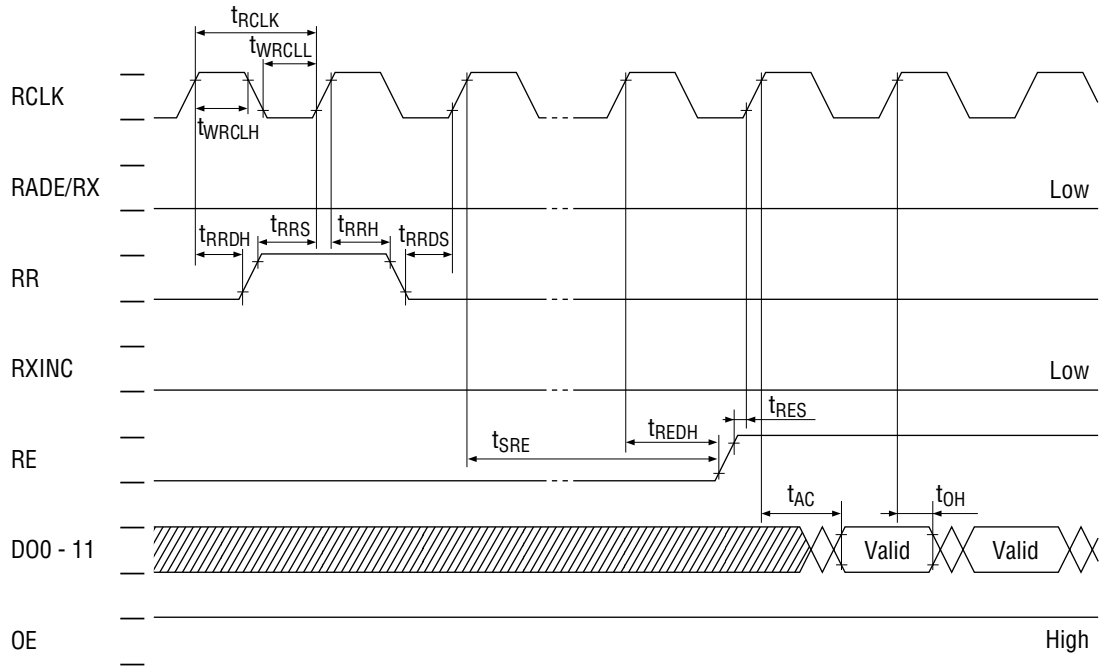 tRCLK
tWRCLL
RCLK
tWRCLH
RADE/RX
Low
tRRDH
tRRS
tRRH
tRRDS
RR
RXINC
Low
tRES
tREDH
tSRE
RE
tAC
tOH
DO0 - 11
Valid
Valid
OE
High